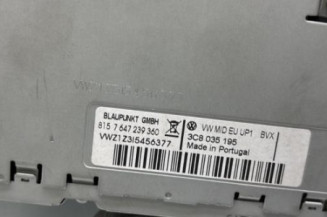 BLAUPUNKT GMBH
815 7 647 239 360
VWZ1Z3I5456377
VW MID EU UP1 BVX
3C8 035 195
Made in Portugal